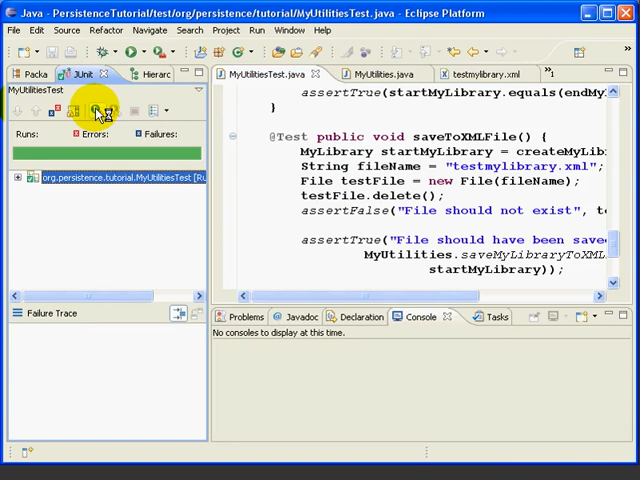 Java - PersistenceTutorial/test/org/persistence/tutorial/MyUtilitiesTest.java - Eclipse Platform
File Edit Source Refactor Navigate Search Project Run Window Help
Packa JUnit Hierarc
MyUtilitiesTest
Runs: Errors: Failures:
org.persistence.tutorial.MyUtilitiesTest [Ru
Failure Trace
MyUtilitiesTest.java MyUtilities.java testmylibrary.xml »1
assertTrue(startMyLibrary.equals(endMy
}
@Test public void saveToXMLFile() {
MyLibrary startMyLibrary = createMyLib
String fileName = "testmylibrary.xml";
File testFile = new File(fileName);
testFile.delete();
assertFalse("File should not exist", te
assertTrue("File should have been save
MyUtilities.saveMyLibraryToXML
startMyLibrary));
Problems Javadoc Declaration Console Tasks
No consoles to display at this time.